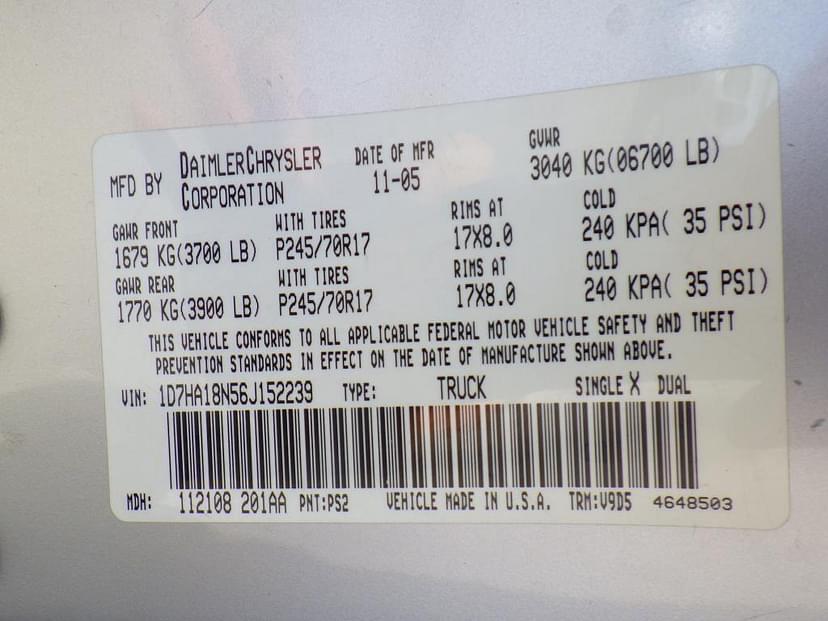 MFD BY DAIMLERCHRYSLER CORPORATION DATE OF MFR 11-05 GVWR 3040 KG(06700 LB)
GAWR FRONT WITH TIRES RIMS AT COLD
1679 KG(3700 LB) P245/70R17 17X8.0 240 KPA( 35 PSI)
GAWR REAR WITH TIRES RIMS AT COLD
1770 KG(3900 LB) P245/70R17 17X8.0 240 KPA( 35 PSI)
THIS VEHICLE CONFORMS TO ALL APPLICABLE FEDERAL MOTOR VEHICLE SAFETY AND THEFT
PREVENTION STANDARDS IN EFFECT ON THE DATE OF MANUFACTURE SHOWN ABOVE.
VIN: 1D7HA18N56J152239 TYPE: TRUCK SINGLE X DUAL
MDH: 112108 201AA PNT:PS2 VEHICLE MADE IN U.S.A. TRM:V9D5 4648503